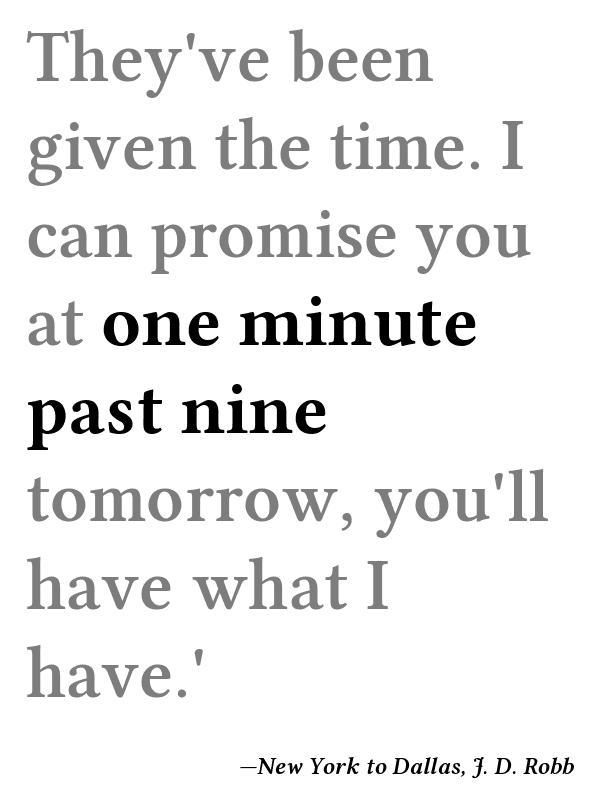 They've been
given the time. I
can promise you
at one minute
past nine
tomorrow, you'll
have what I
have.'
—New York to Dallas, J. D. Robb